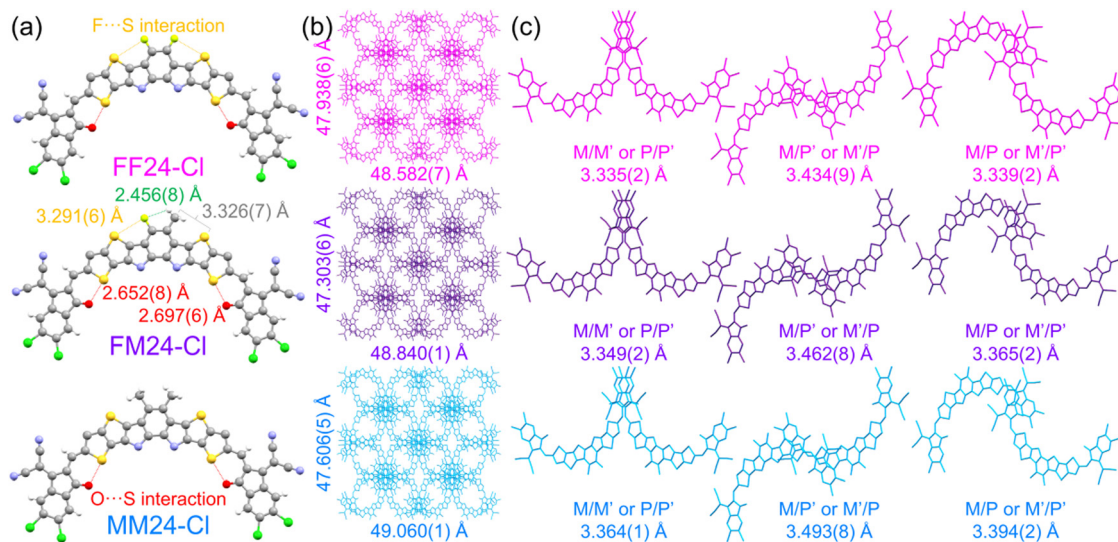 (a)
F···S interaction
FF24-Cl
2.456(8) Å
3.291(6) Å
3.326(7) Å
2.652(8) Å
2.697(6) Å
FM24-Cl
O···S interaction
MM24-Cl
(b)
47.938(6) Å
48.582(7) Å
47.303(6) Å
48.840(1) Å
47.606(5) Å
49.060(1) Å
(c)
M/M' or P/P'
3.335(2) Å
M/P' or M'/P
3.434(9) Å
M/P or M'/P'
3.339(2) Å
M/M' or P/P'
3.349(2) Å
M/P' or M'/P
3.462(8) Å
M/P or M'/P'
3.365(2) Å
M/M' or P/P'
3.364(1) Å
M/P' or M'/P
3.493(8) Å
M/P or M'/P'
3.394(2) Å